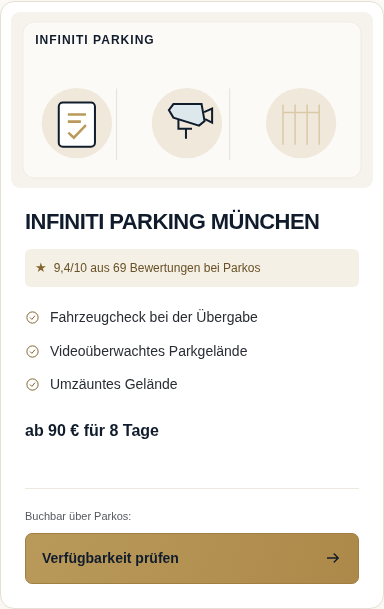 INFINITI PARKING
INFINITI PARKING MÜNCHEN
★ 9,4/10 aus 69 Bewertungen bei Parkos
Fahrzeugcheck bei der Übergabe
Videoüberwachtes Parkgelände
Umzäuntes Gelände
ab 90 € für 8 Tage
Buchbar über Parkos:
Verfügbarkeit prüfen →